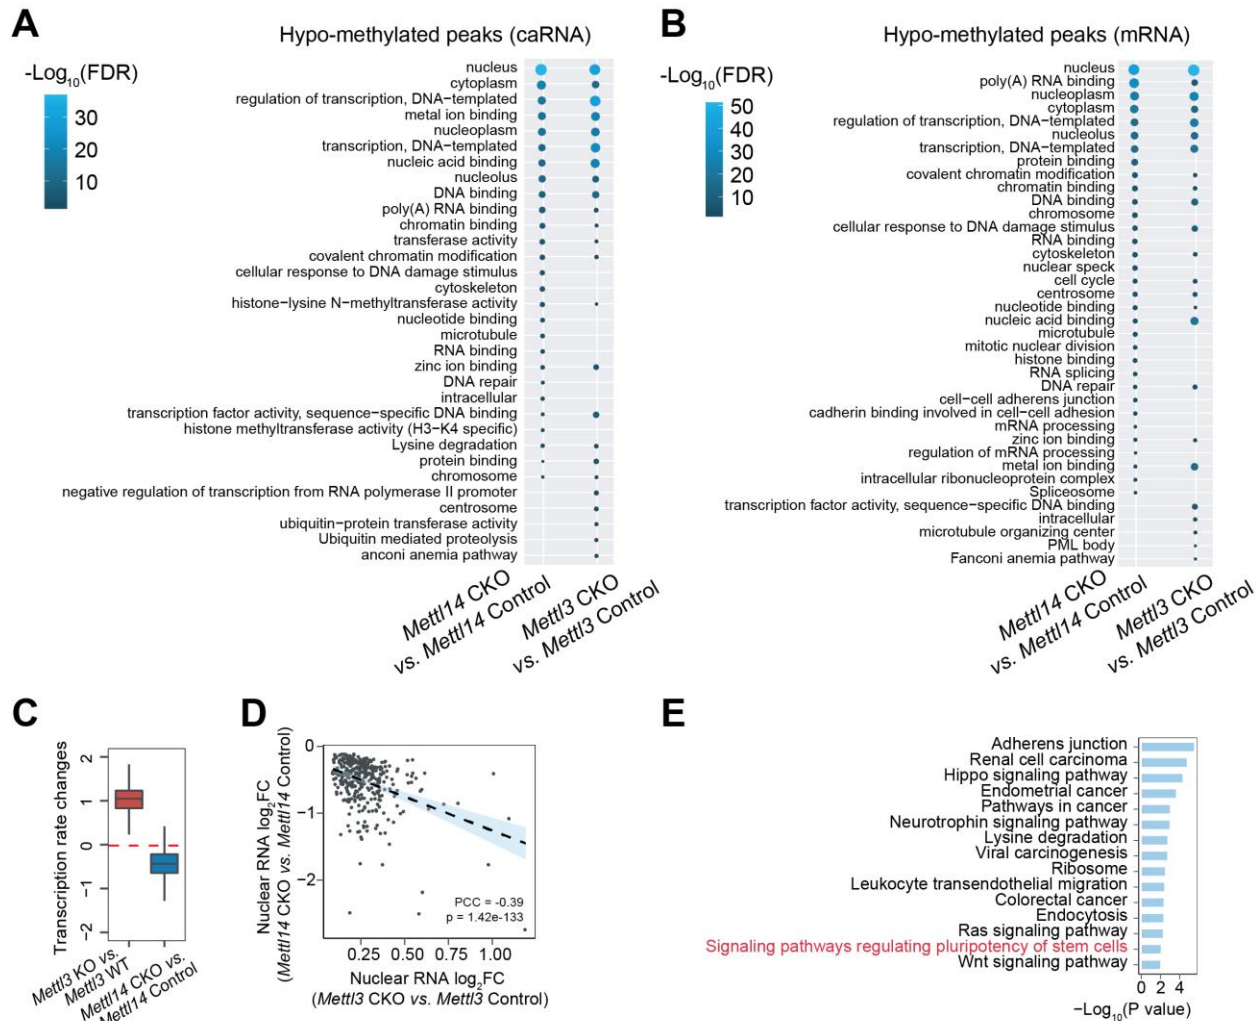 A
Hypo-methylated peaks (caRNA)
-Log10(FDR)
30
20
10
nucleus
cytoplasm
regulation of transcription, DNA−templated
metal ion binding
nucleoplasm
transcription, DNA−templated
nucleic acid binding
nucleolus
DNA binding
poly(A) RNA binding
chromatin binding
transferase activity
covalent chromatin modification
cellular response to DNA damage stimulus
cytoskeleton
histone−lysine N−methyltransferase activity
nucleotide binding
microtubule
RNA binding
zinc ion binding
DNA repair
intracellular
transcription factor activity, sequence−specific DNA binding
histone methyltransferase activity (H3−K4 specific)
Lysine degradation
protein binding
chromosome
negative regulation of transcription from RNA polymerase II promoter
centrosome
ubiquitin−protein transferase activity
Ubiquitin mediated proteolysis
anconi anemia pathway
Mettl14 CKO
vs. Mettl14 Control
Mettl3 CKO
vs. Mettl3 Control
B
Hypo-methylated peaks (mRNA)
-Log10(FDR)
50
40
30
20
10
nucleus
poly(A) RNA binding
nucleoplasm
cytoplasm
regulation of transcription, DNA−templated
nucleolus
transcription, DNA−templated
protein binding
covalent chromatin modification
chromatin binding
DNA binding
chromosome
cellular response to DNA damage stimulus
RNA binding
cytoskeleton
nuclear speck
cell cycle
centrosome
nucleotide binding
nucleic acid binding
microtubule
mitotic nuclear division
histone binding
RNA splicing
DNA repair
cell−cell adherens junction
cadherin binding involved in cell−cell adhesion
mRNA processing
zinc ion binding
regulation of mRNA processing
metal ion binding
intracellular ribonucleoprotein complex
Spliceosome
transcription factor activity, sequence−specific DNA binding
intracellular
microtubule organizing center
PML body
Fanconi anemia pathway
Mettl14 CKO
vs. Mettl14 Control
Mettl3 CKO
vs. Mettl3 Control
C
Transcription rate changes
2
1
0
−1
−2
Mettl3 KO vs.
Mettl3 WT
Mettl14 CKO vs.
Mettl14 Control
D
Nuclear RNA log2FC
(Mettl14 CKO vs. Mettl14 Control)
0
−1
−2
PCC = -0.39
p = 1.42e-133
0.25 0.50 0.75 1.00
Nuclear RNA log2FC
(Mettl3 CKO vs. Mettl3 Control)
E
Adherens junction
Renal cell carcinoma
Hippo signaling pathway
Endometrial cancer
Pathways in cancer
Neurotrophin signaling pathway
Lysine degradation
Viral carcinogenesis
Ribosome
Leukocyte transendothelial migration
Colorectal cancer
Endocytosis
Ras signaling pathway
Signaling pathways regulating pluripotency of stem cells
Wnt signaling pathway
0 2 4
−Log10(P value)